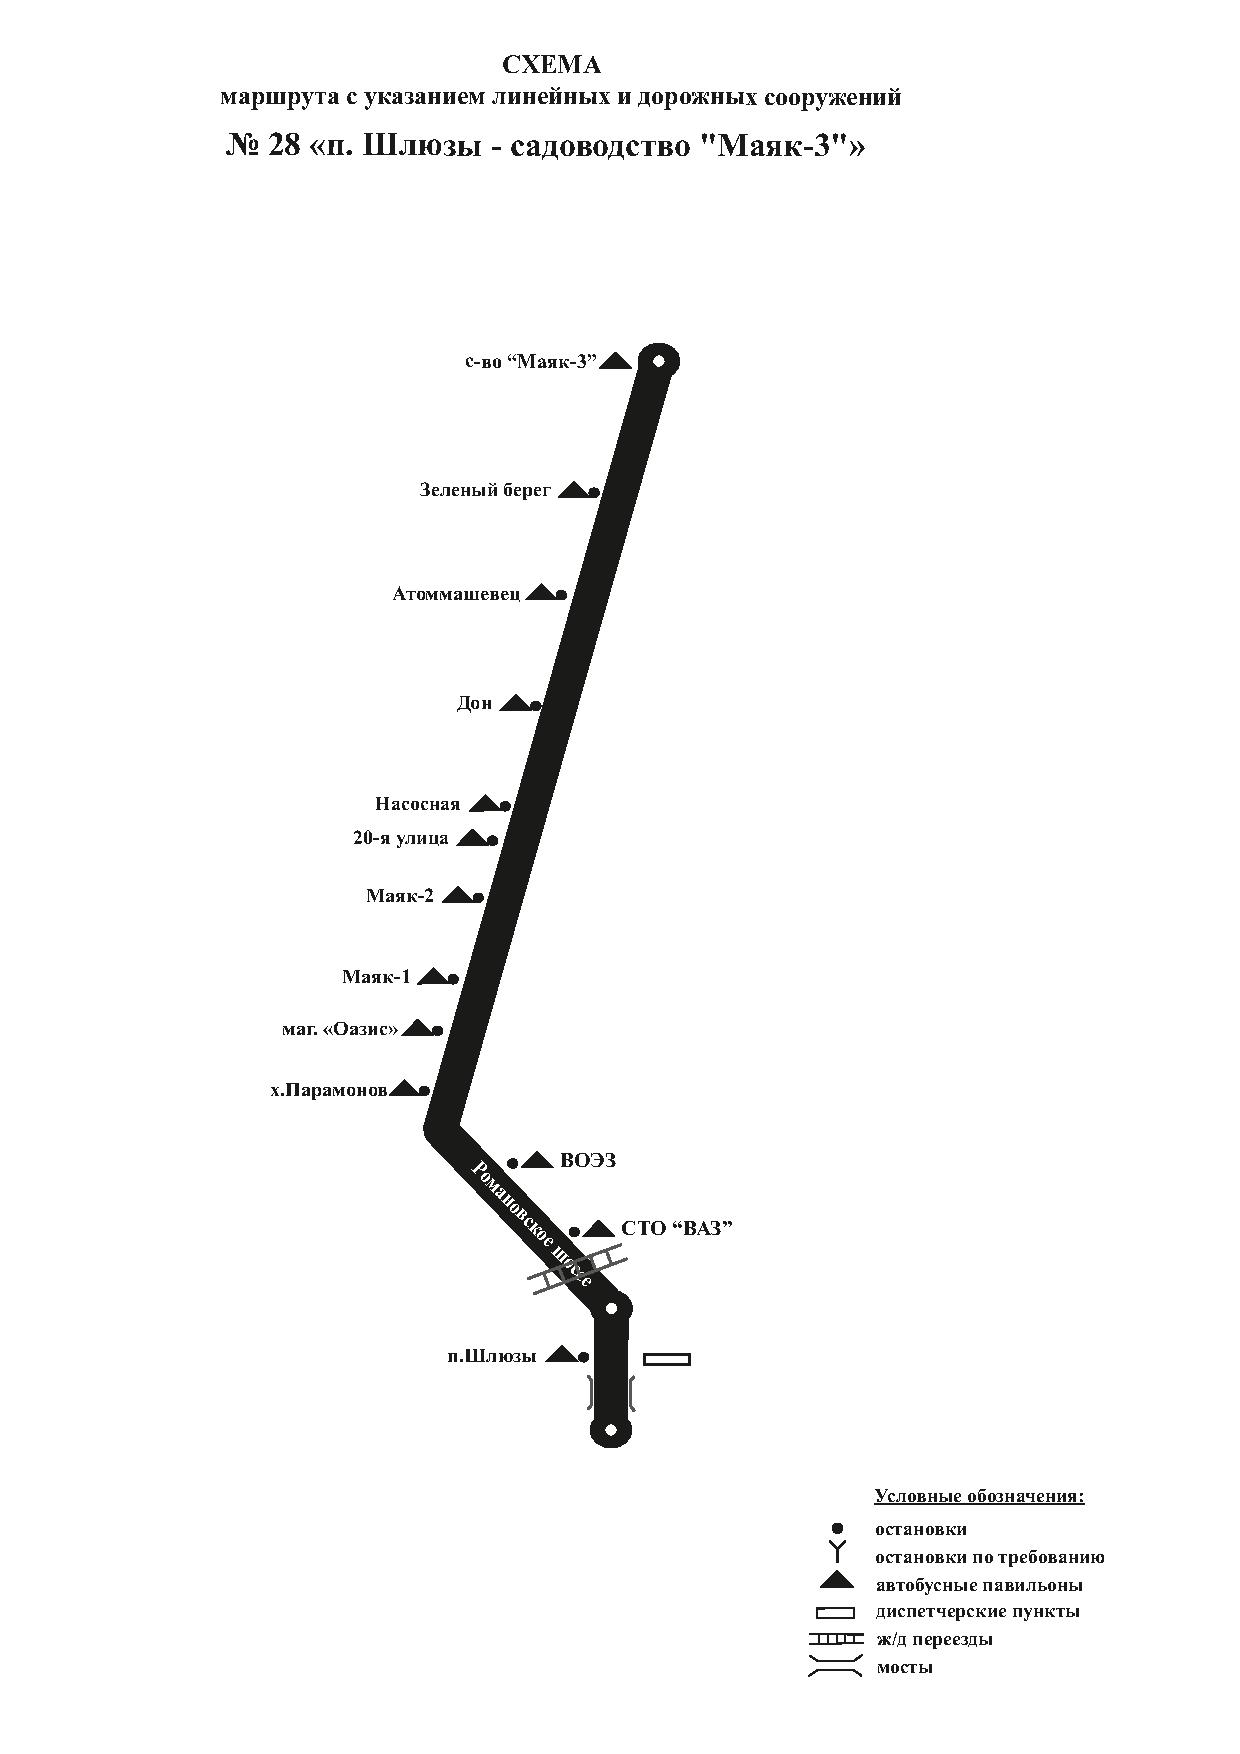 СХЕМА
маршрута с указанием линейных и дорожных сооружений
№ 28 «п. Шлюзы - садоводство "Маяк-3"»
с-во “Маяк-3”
Зеленый берег
Атоммашевец
Дон
Насосная
20-я улица
Маяк-2
Маяк-1
маг. «Оазис»
х.Парамонов
ВОЭЗ
Романовское шоссе
СТО “ВАЗ”
п.Шлюзы
Условные обозначения:
остановки
остановки по требованию
автобусные павильоны
диспетчерские пункты
ж/д переезды
мосты